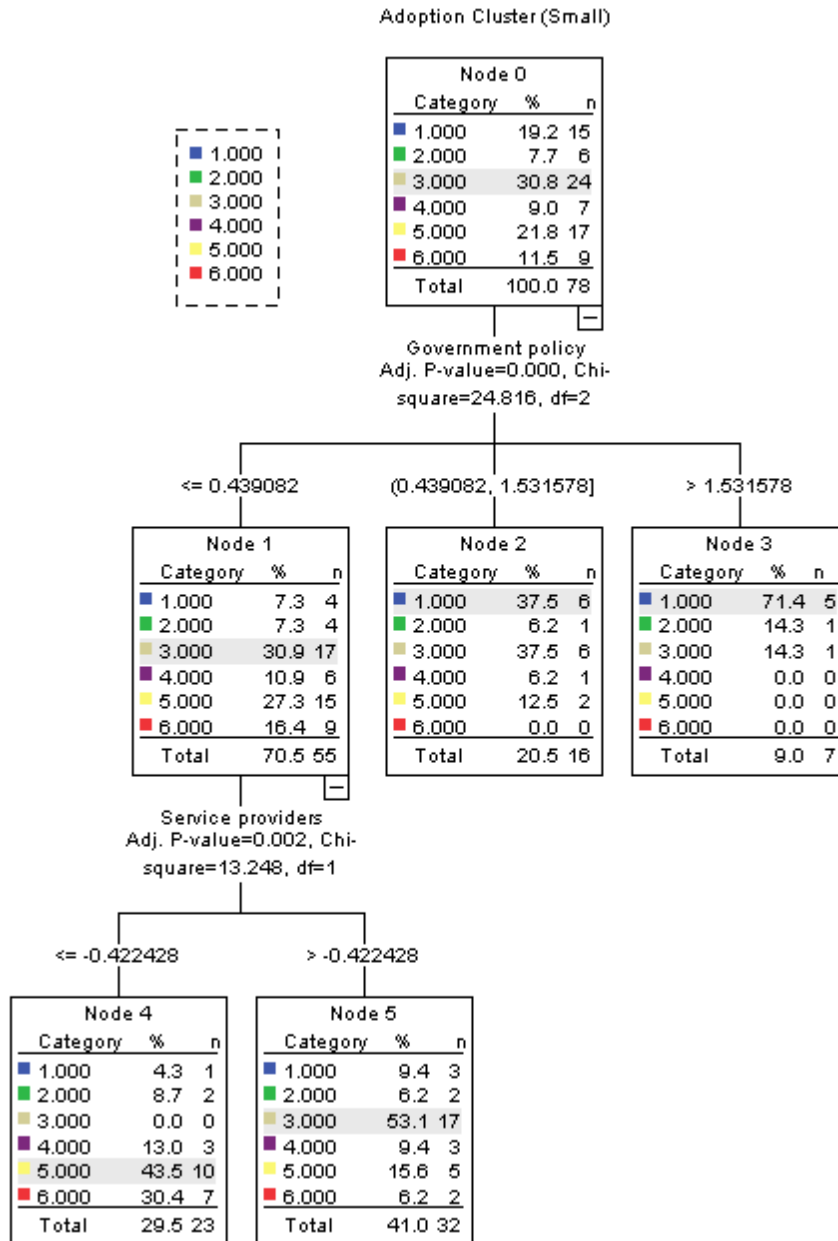 Adoption Cluster (Small)
1.000
2.000
3.000
4.000
5.000
6.000
Node 0
Category % n
1.000 19.2 15
2.000 7.7 6
3.000 30.8 24
4.000 9.0 7
5.000 21.8 17
6.000 11.5 9
Total 100.0 78
Government policy
Adj. P-value=0.000, Chi-
square=24.816, df=2
<= 0.439082
(0.439082, 1.531578]
> 1.531578
Node 1
Category % n
1.000 7.3 4
2.000 7.3 4
3.000 30.9 17
4.000 10.9 6
5.000 27.3 15
6.000 16.4 9
Total 70.5 55
Node 2
Category % n
1.000 37.5 6
2.000 6.2 1
3.000 37.5 6
4.000 6.2 1
5.000 12.5 2
6.000 0.0 0
Total 20.5 16
Node 3
Category % n
1.000 71.4 5
2.000 14.3 1
3.000 14.3 1
4.000 0.0 0
5.000 0.0 0
6.000 0.0 0
Total 9.0 7
Service providers
Adj. P-value=0.002, Chi-
square=13.248, df=1
<= -0.422428
> -0.422428
Node 4
Category % n
1.000 4.3 1
2.000 8.7 2
3.000 0.0 0
4.000 13.0 3
5.000 43.5 10
6.000 30.4 7
Total 29.5 23
Node 5
Category % n
1.000 9.4 3
2.000 6.2 2
3.000 53.1 17
4.000 9.4 3
5.000 15.6 5
6.000 6.2 2
Total 41.0 32